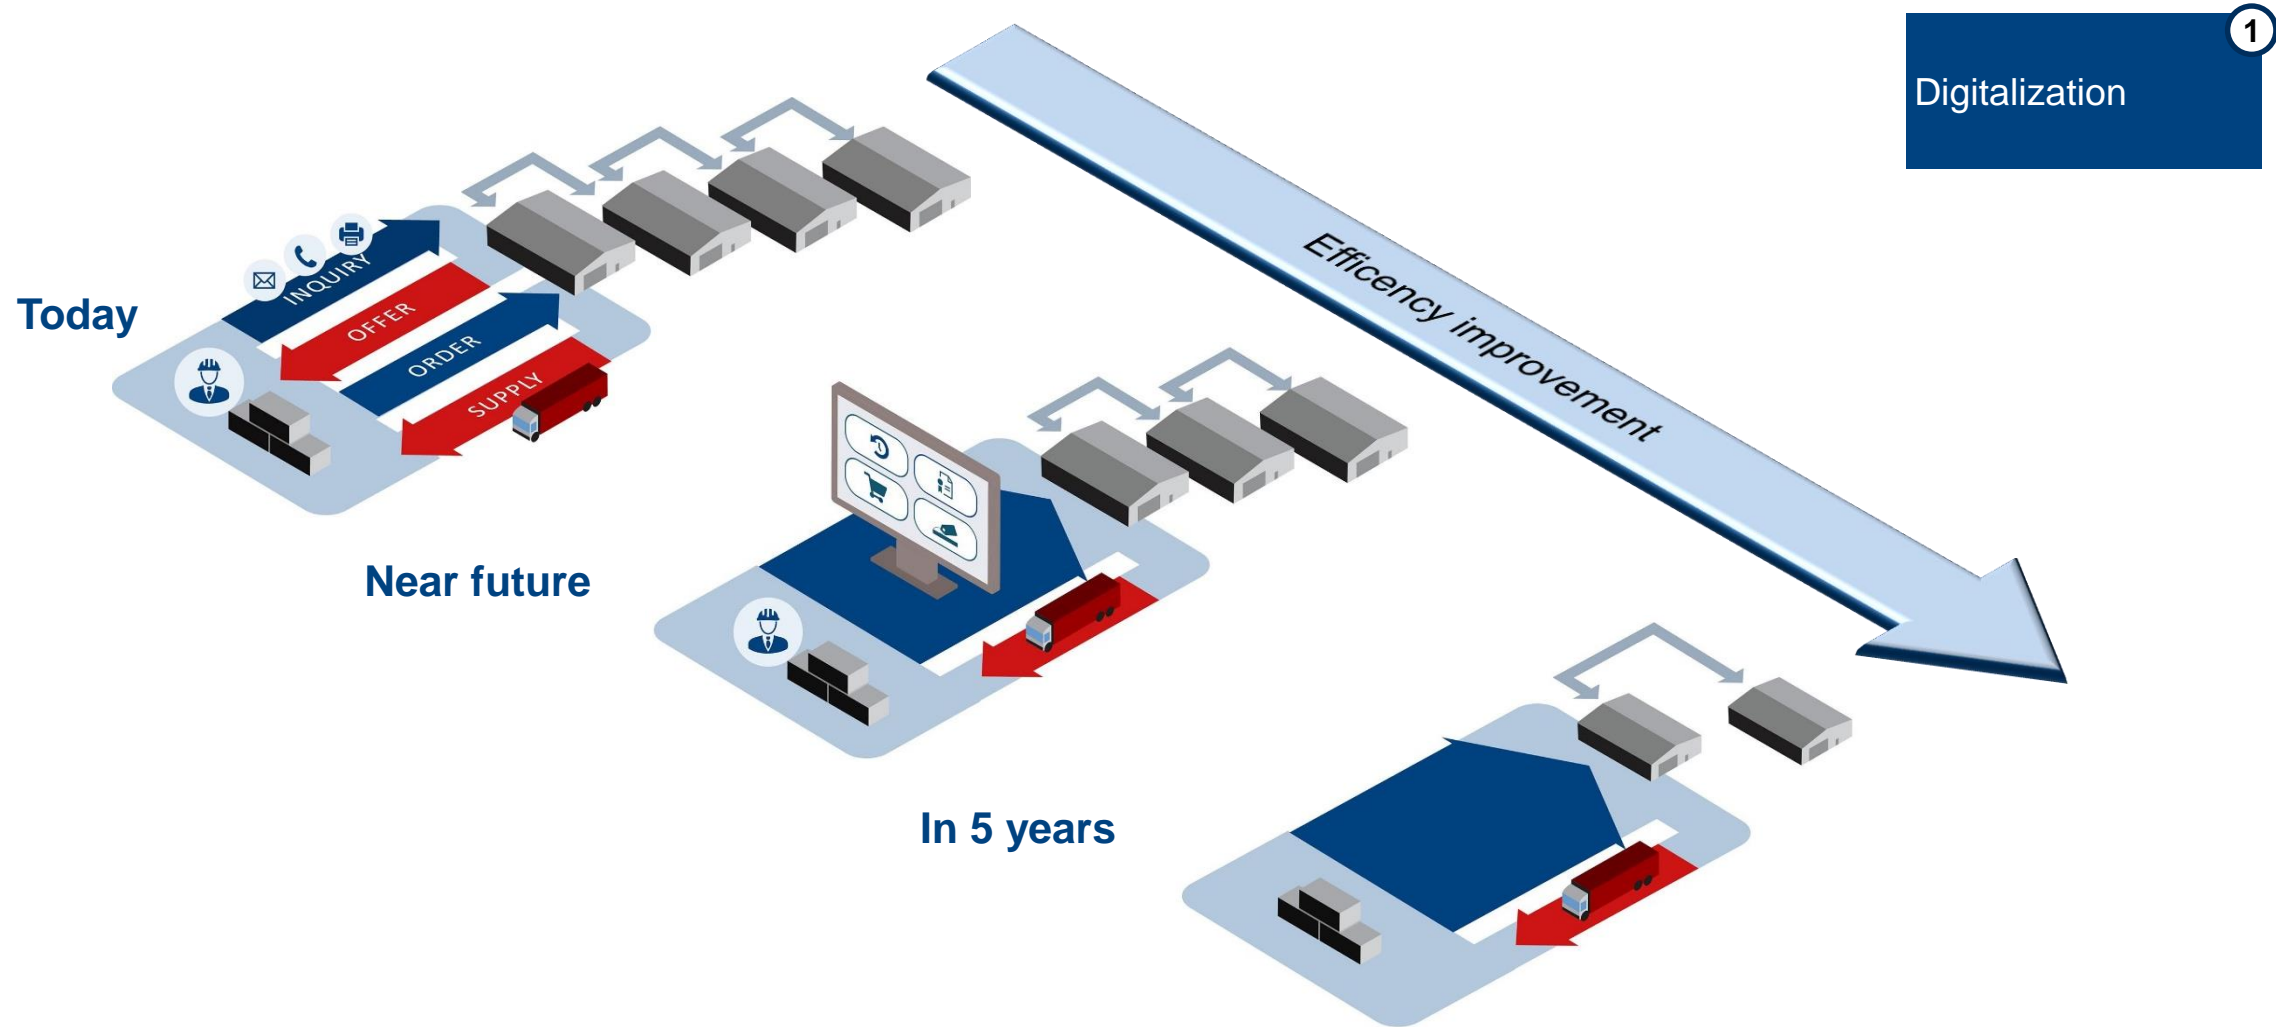 1
Digitalization
Efficency improvement
Today
INQUIRY
OFFER
ORDER
SUPPLY
Near future
In 5 years